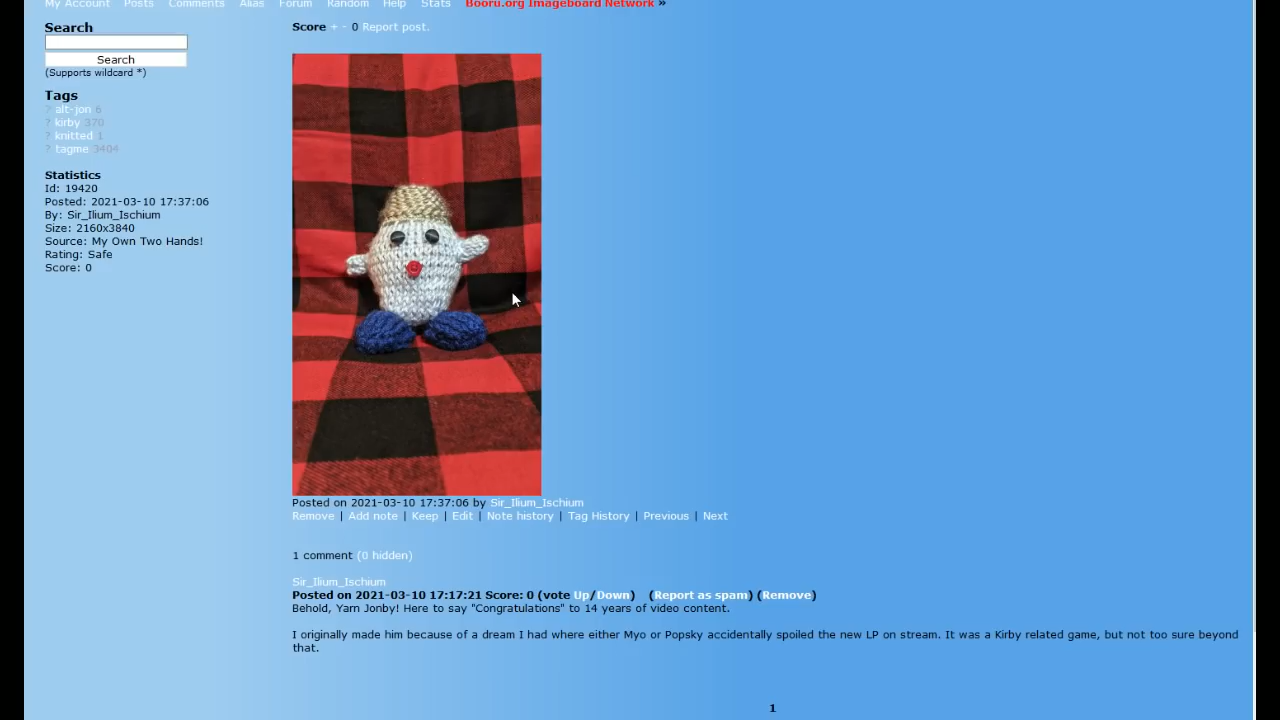 My Account Posts Comments Alias Forum Random Help Stats Booru.org Imageboard Network »
Search
Search
(Supports wildcard *)
Tags
? alt-jon 6
? kirby 370
? knitted 1
? tagme 3404
Statistics
Id: 19420
Posted: 2021-03-10 17:37:06
By: Sir_Ilium_Ischium
Size: 2160x3840
Source: My Own Two Hands!
Rating: Safe
Score: 0
Score + - 0 Report post.
Posted on 2021-03-10 17:37:06 by Sir_Ilium_Ischium
Remove | Add note | Keep | Edit | Note history | Tag History | Previous | Next
1 comment (0 hidden)
Sir_Ilium_Ischium
Posted on 2021-03-10 17:17:21 Score: 0 (vote Up/Down) (Report as spam) (Remove)
Behold, Yarn Jonby! Here to say "Congratulations" to 14 years of video content.
I originally made him because of a dream I had where either Myo or Popsky accidentally spoiled the new LP on stream. It was a Kirby related game, but not too sure beyond
that.
1